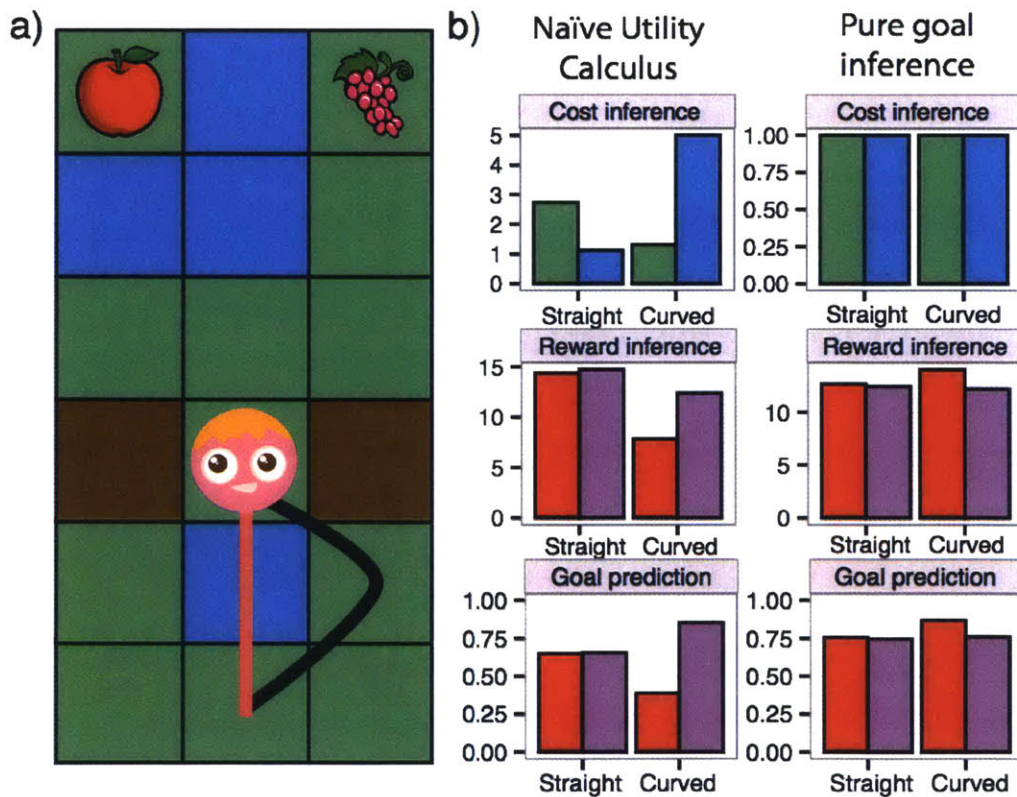 a)
b)
Naïve Utility
Calculus
Pure goal
inference
Cost inference
5
4
3
2
1
0
Straight Curved
Cost inference
1.00
0.75
0.50
0.25
0.00
Straight Curved
Reward inference
15
10
5
0
Straight Curved
Reward inference
10
5
0
Straight Curved
Goal prediction
1.00
0.75
0.50
0.25
0.00
Straight Curved
Goal prediction
1.00
0.75
0.50
0.25
0.00
Straight Curved